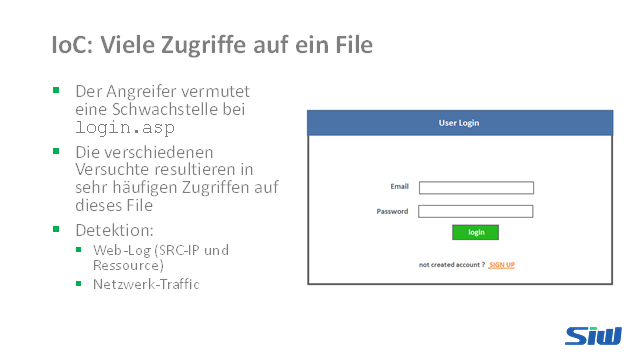 IoC: Viele Zugriffe auf ein File
Der Angreifer vermutet
eine Schwachstelle bei
login.asp
Die verschiedenen
Versuchte resultieren in
sehr häufigen Zugriffen auf
dieses File
Detektion:
Web-Log (SRC-IP und
Ressource)
Netzwerk-Traffic
User Login
Email
Password
login
not created account ? SIGN UP
SiW